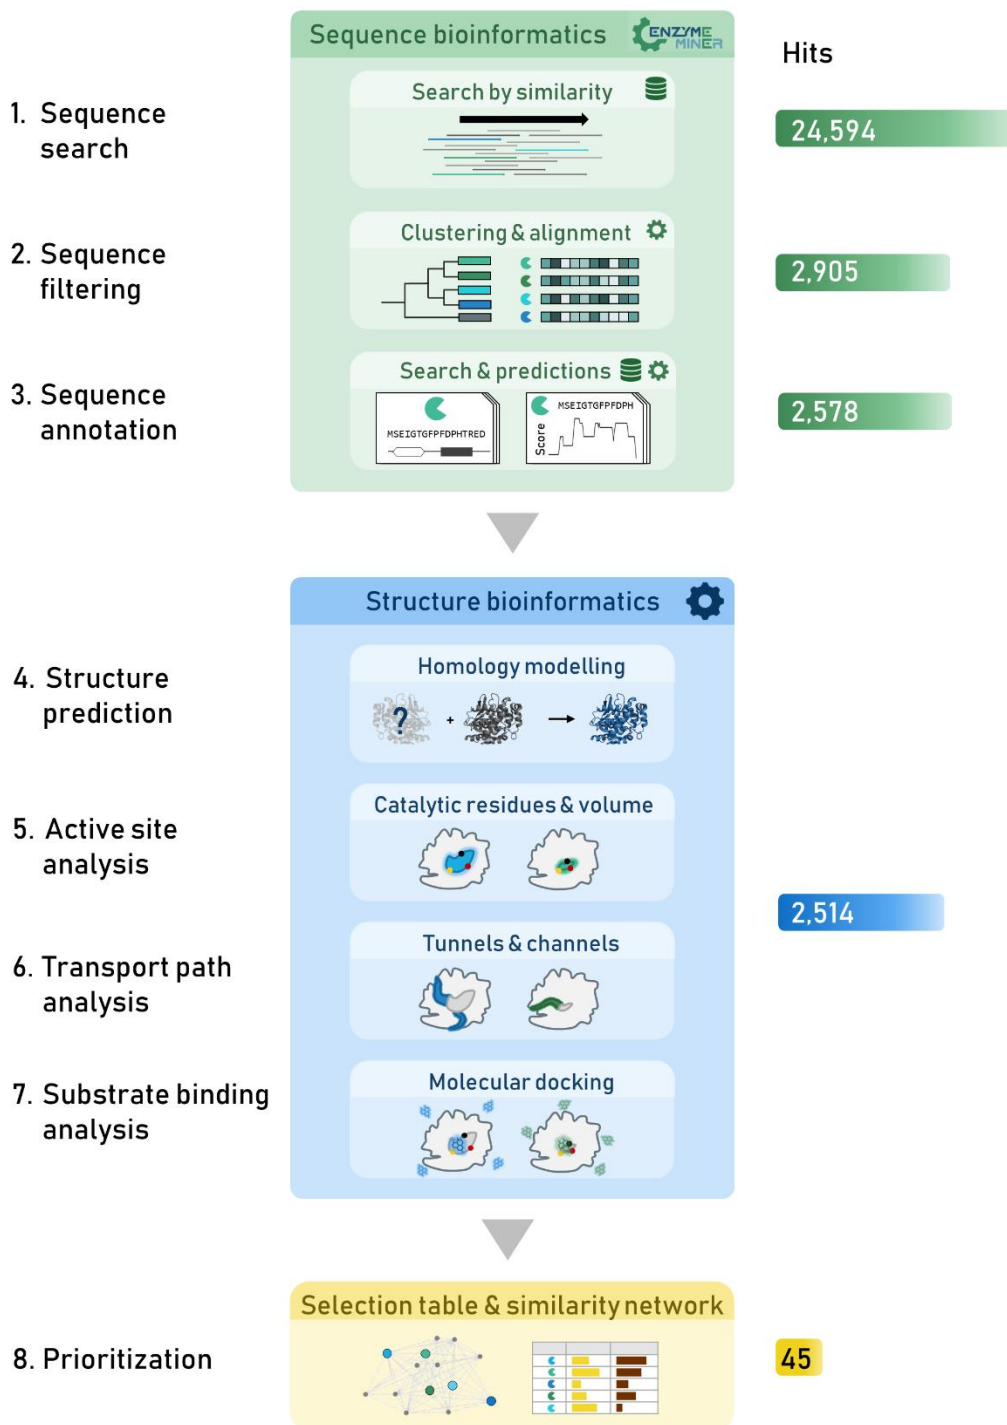 Sequence bioinformatics
ENZYME
MINER
Hits
1. Sequence
search
Search by similarity
24,594
2. Sequence
filtering
Clustering & alignment
2,905
3. Sequence
annotation
Search & predictions
MSEIGTGFPFDPHTRED
MSEIGTGFPFDPH
Score
2,578
Structure bioinformatics
4. Structure
prediction
Homology modelling
?
+
5. Active site
analysis
Catalytic residues & volume
2,514
6. Transport path
analysis
Tunnels & channels
7. Substrate binding
analysis
Molecular docking
Selection table & similarity network
8. Prioritization
45